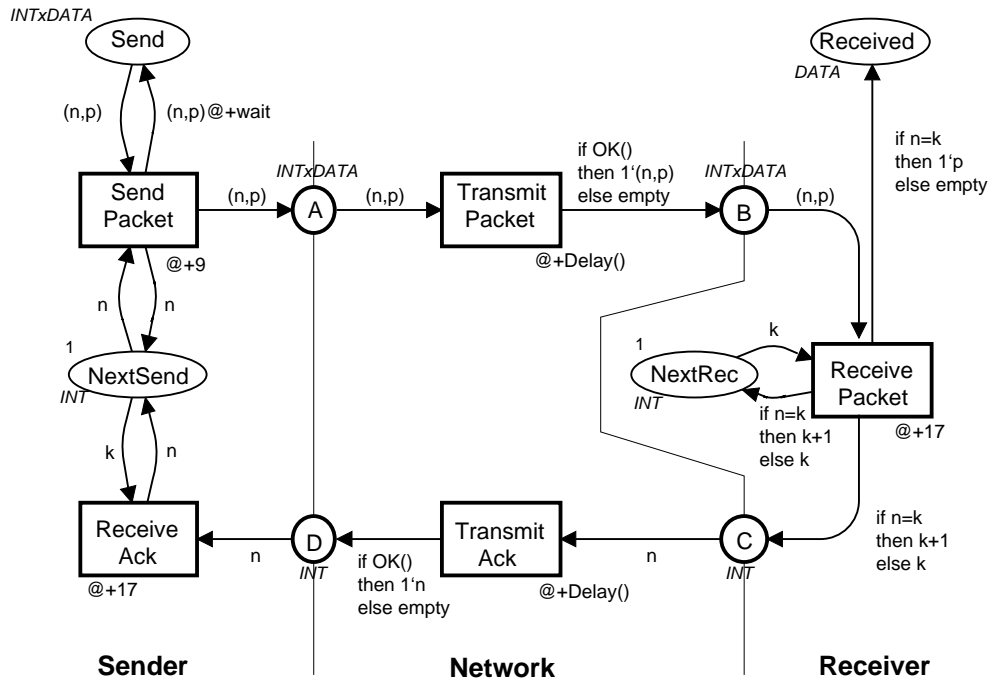 INTxDATA
Send
Received
DATA
(n,p)
(n,p)@+wait
if n=k
then 1‘p
else empty
Send
Packet
@+9
(n,p)
INTxDATA
A
(n,p)
Transmit
Packet
@+Delay()
if OK()
then 1‘(n,p)
else empty
INTxDATA
B
(n,p)
n
n
1
NextSend
INT
1
NextRec
INT
k
if n=k
then k+1
else k
Receive
Packet
@+17
k
n
Receive
Ack
@+17
n
D
INT
if OK()
then 1‘n
else empty
Transmit
Ack
@+Delay()
n
C
INT
if n=k
then k+1
else k
Sender
Network
Receiver